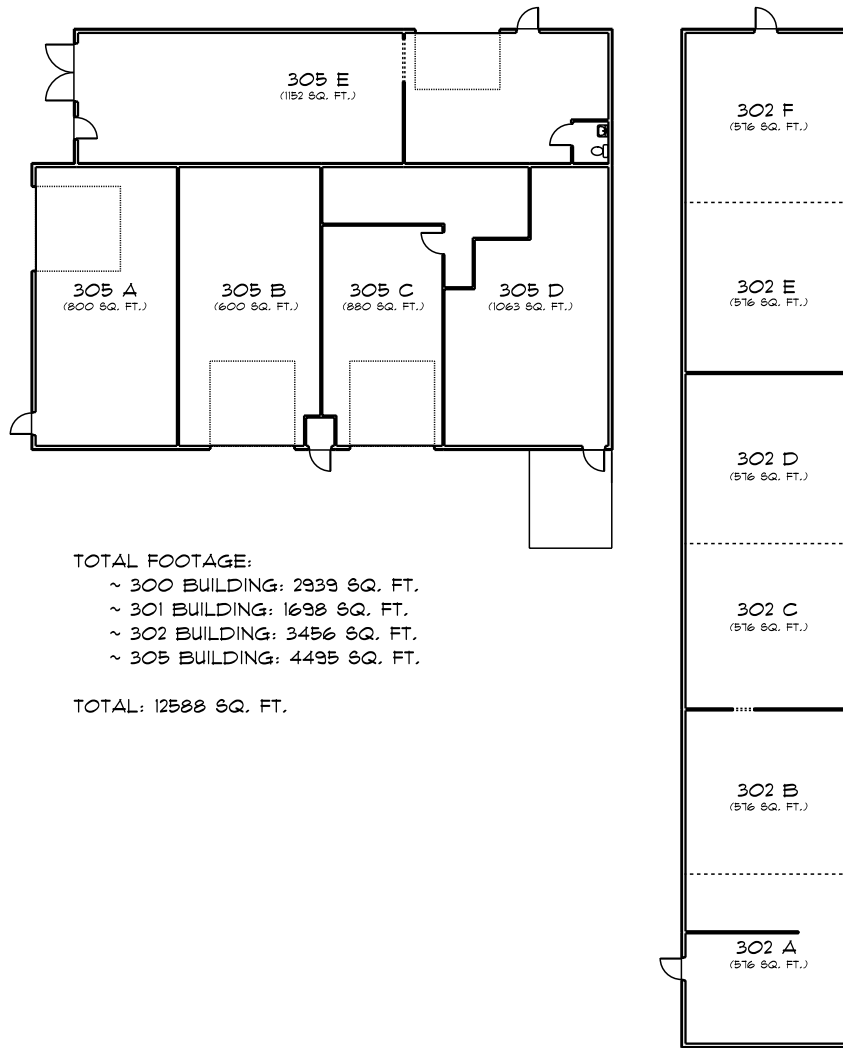 305 E
(1152 SQ. FT.)
302 F
(576 SQ. FT.)
305 A
(800 SQ. FT.)
305 B
(600 SQ. FT.)
305 C
(880 SQ. FT.)
305 D
(1063 SQ. FT.)
302 E
(576 SQ. FT.)
302 D
(576 SQ. FT.)
TOTAL FOOTAGE:
~ 300 BUILDING: 2939 SQ. FT.
~ 301 BUILDING: 1698 SQ. FT.
~ 302 BUILDING: 3456 SQ. FT.
~ 305 BUILDING: 4495 SQ. FT.
TOTAL: 12588 SQ. FT.
302 C
(576 SQ. FT.)
302 B
(576 SQ. FT.)
302 A
(576 SQ. FT.)